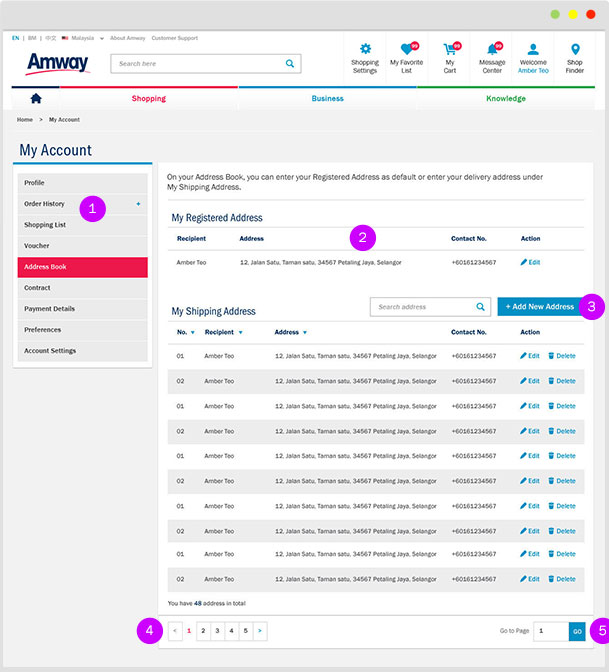 EN | BM | 中文 Malaysia About Amway Customer Support
Amway
Search here
Shopping Settings
99
My Favorite List
99
My Cart
99
Message Center
Welcome Amber Teo
Shop Finder
Shopping Business Knowledge
Home > My Account
My Account
Profile
Order History +
1
Shopping List
Voucher
Address Book
Contract
Payment Details
Preferences
Account Settings
On your Address Book, you can enter your Registered Address as default or enter your delivery address under
My Shipping Address.
My Registered Address
2
Recipient Address Contact No. Action
Amber Teo 12, Jalan Satu, Taman satu, 34567 Petaling Jaya, Selangor +60161234567 Edit
My Shipping Address Search address + Add New Address 3
No. Recipient Address Contact No. Action
01 Amber Teo 12, Jalan Satu, Taman satu, 34567 Petaling Jaya, Selangor +60161234567 Edit Delete
02 Amber Teo 12, Jalan Satu, Taman satu, 34567 Petaling Jaya, Selangor +60161234567 Edit Delete
01 Amber Teo 12, Jalan Satu, Taman satu, 34567 Petaling Jaya, Selangor +60161234567 Edit Delete
02 Amber Teo 12, Jalan Satu, Taman satu, 34567 Petaling Jaya, Selangor +60161234567 Edit Delete
01 Amber Teo 12, Jalan Satu, Taman satu, 34567 Petaling Jaya, Selangor +60161234567 Edit Delete
02 Amber Teo 12, Jalan Satu, Taman satu, 34567 Petaling Jaya, Selangor +60161234567 Edit Delete
01 Amber Teo 12, Jalan Satu, Taman satu, 34567 Petaling Jaya, Selangor +60161234567 Edit Delete
02 Amber Teo 12, Jalan Satu, Taman satu, 34567 Petaling Jaya, Selangor +60161234567 Edit Delete
01 Amber Teo 12, Jalan Satu, Taman satu, 34567 Petaling Jaya, Selangor +60161234567 Edit Delete
02 Amber Teo 12, Jalan Satu, Taman satu, 34567 Petaling Jaya, Selangor +60161234567 Edit Delete
You have 48 address in total
4 < 1 2 3 4 5 > Go to Page 1 GO 5